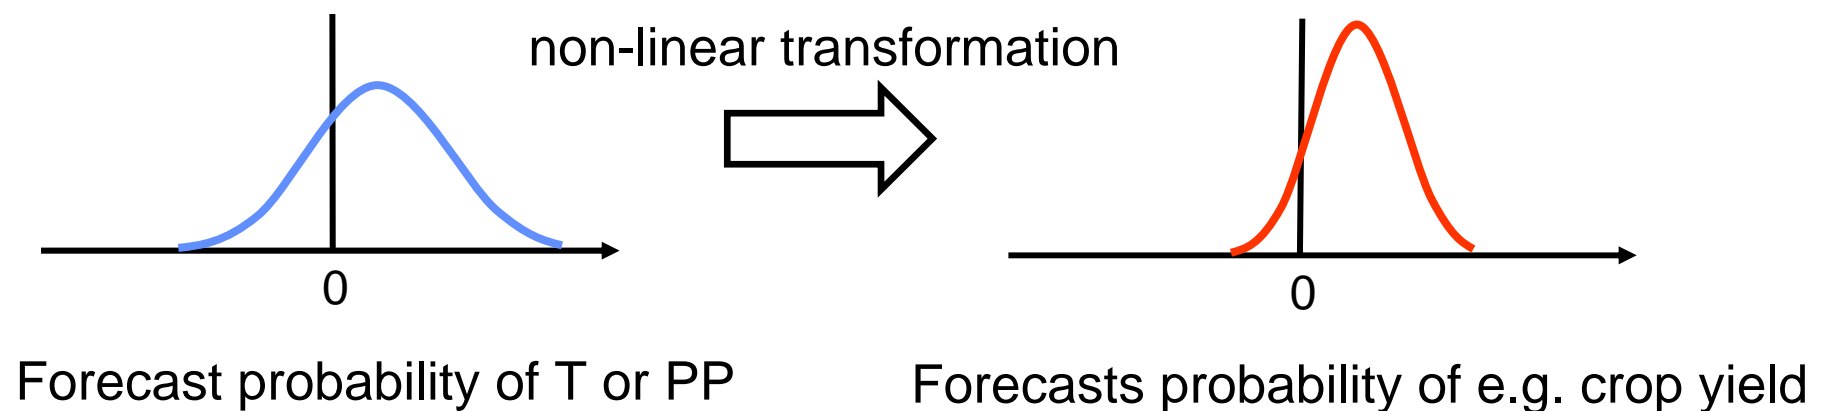 non-linear transformation
0
0
Forecast probability of T or PP
Forecasts probability of e.g. crop yield